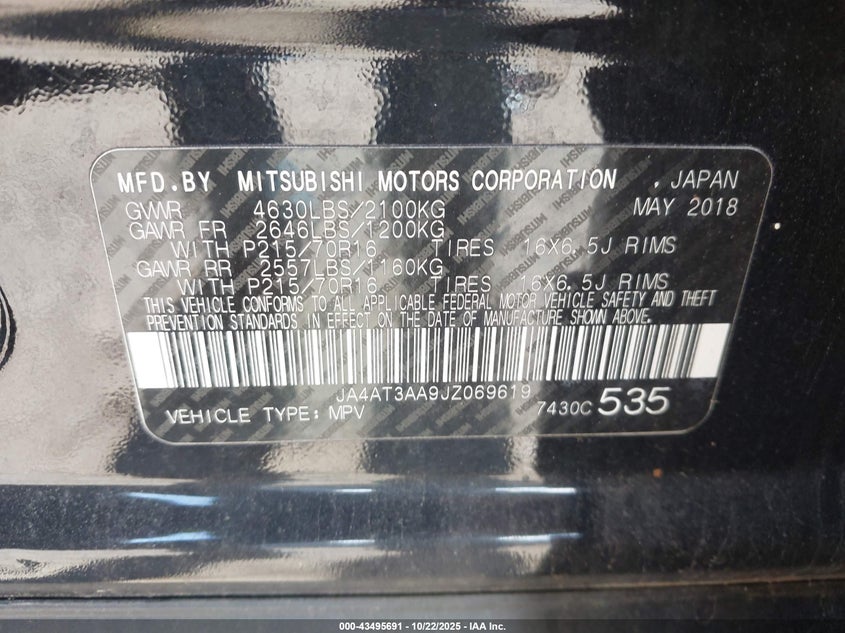 MFD.BY MITSUBISHI MOTORS CORPORATION , JAPAN
GVWR 4630LBS/2100KG MAY 2018
GAWR FR 2646LBS/1200KG
WITH P215/70R16 TIRES 16X6.5J RIMS
GAWR RR 2557LBS/1160KG
WITH P215/70R16 TIRES 16X6.5J RIMS
THIS VEHICLE CONFORMS TO ALL APPLICABLE FEDERAL MOTOR VEHICLE SAFETY AND THEFT
PREVENTION STANDARDS IN EFFECT ON THE DATE OF MANUFACTURE SHOWN ABOVE.
JA4AT3AA9JZ069619
VEHICLE TYPE: MPV 7430C 535
000-43495691 - 10/22/2025 - IAA Inc.